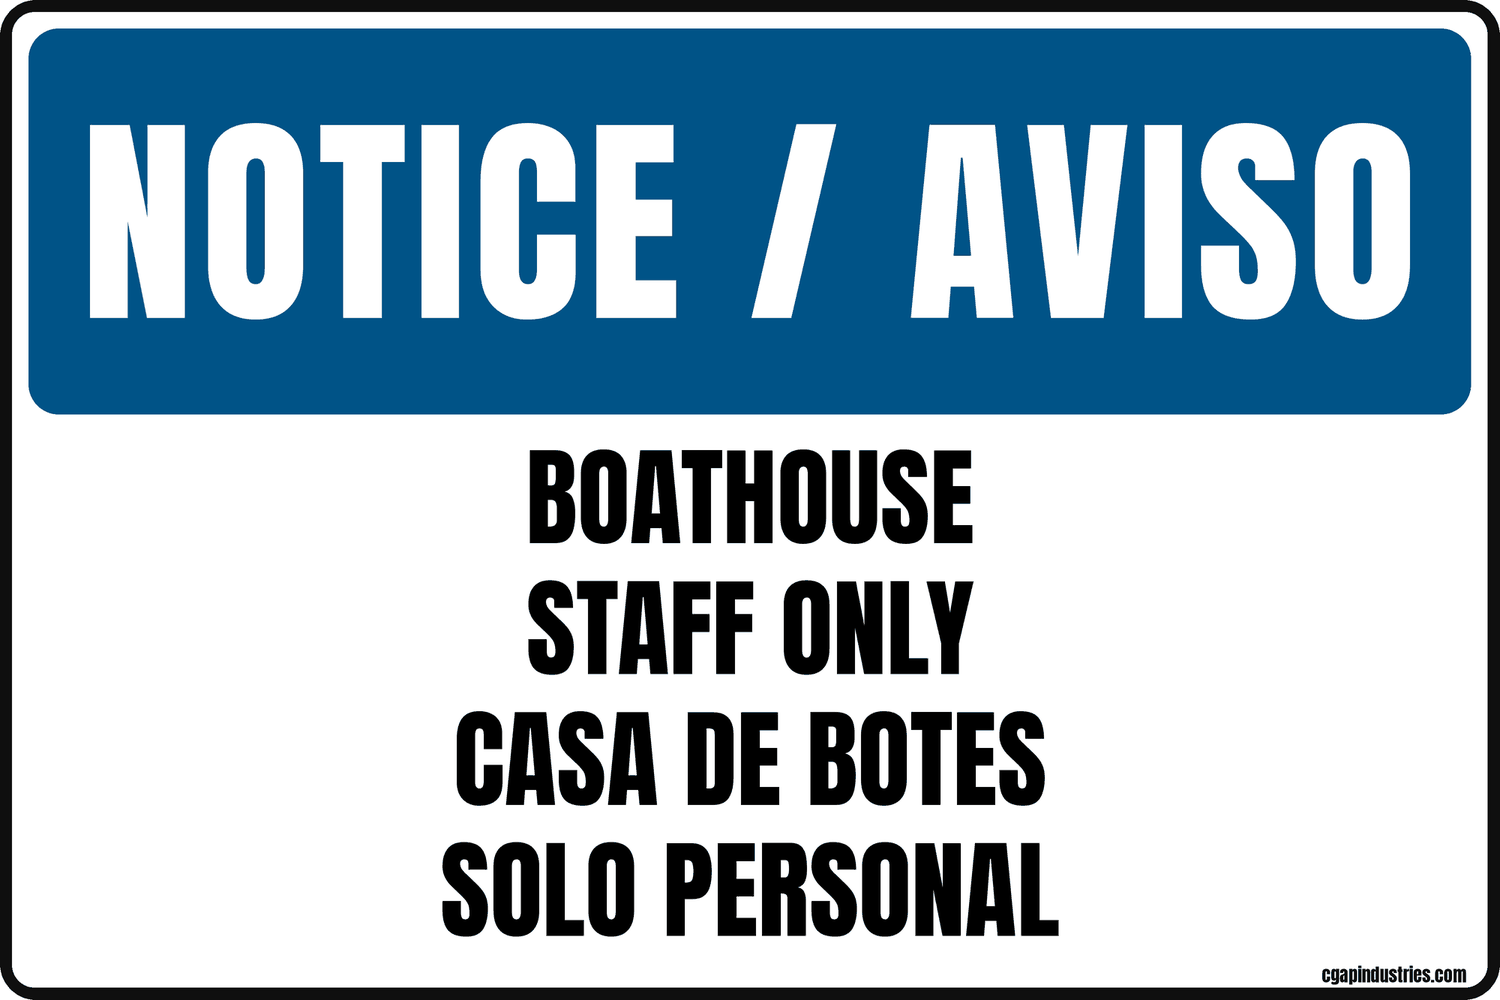 NOTICE / AVISO
BOATHOUSE
STAFF ONLY
CASA DE BOTES
SOLO PERSONAL
cgapindustries.com